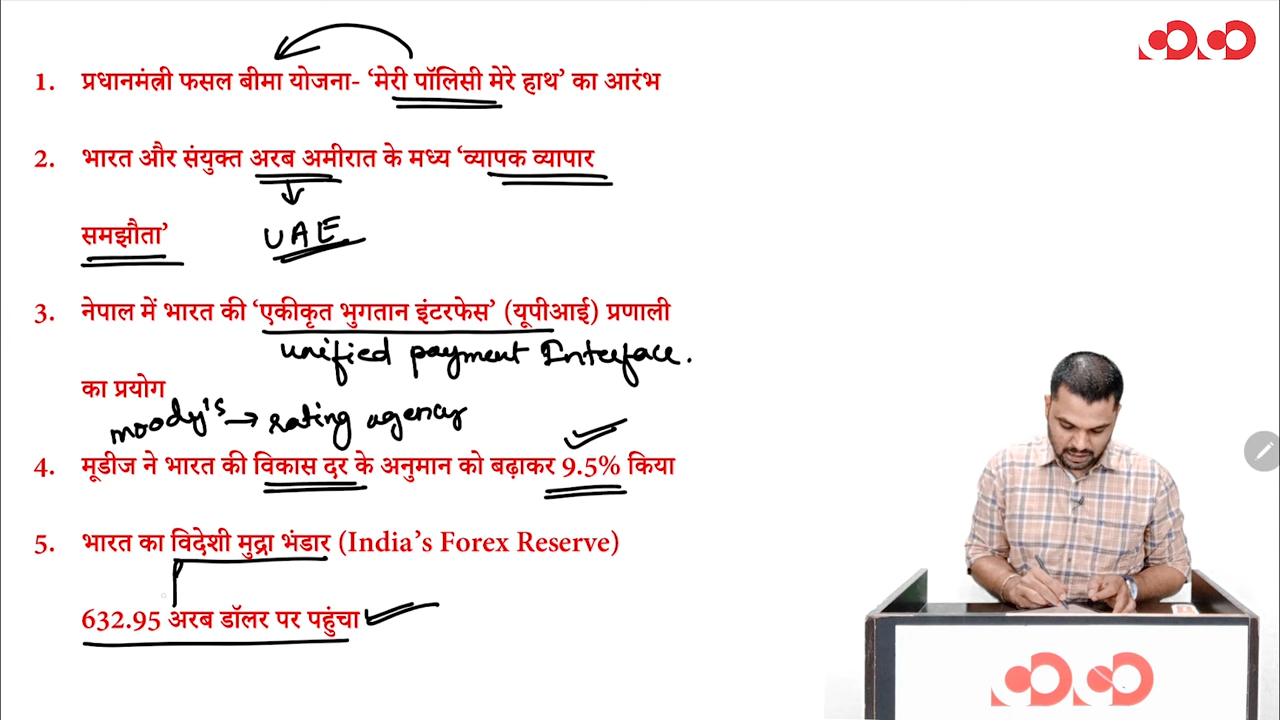 1. प्रधानमंत्री फसल बीमा योजना- ‘मेरी पॉलिसी मेरे हाथ’ का आरंभ
2. भारत और संयुक्त अरब अमीरात के मध्य ‘व्यापक व्यापार
समझौता’
UAE
3. नेपाल में भारत की ‘एकीकृत भुगतान इंटरफेस’ (यूपीआई) प्रणाली
unified payment Interface.
का प्रयोग
moody's → rating agency
4. मूडीज ने भारत की विकास दर के अनुमान को बढ़ाकर 9.5% किया
5. भारत का विदेशी मुद्रा भंडार (India’s Forex Reserve)
632.95 अरब डॉलर पर पहुंचा